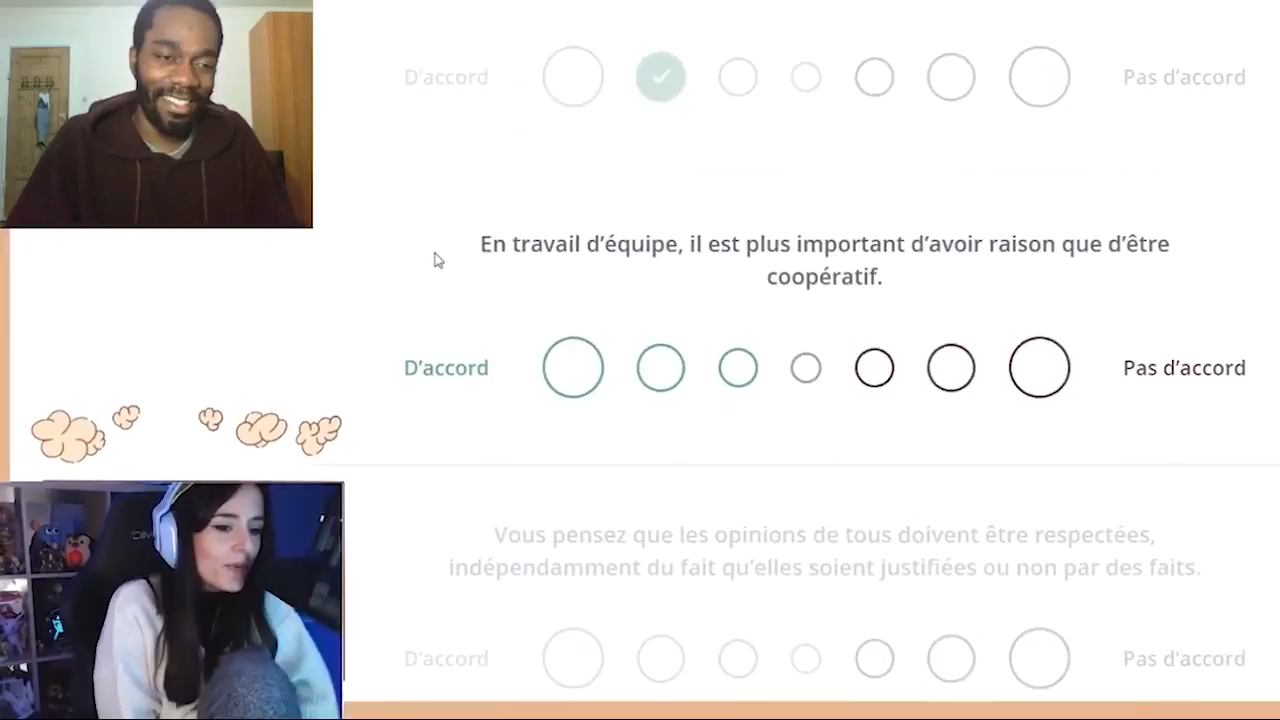 D'accord Pas d'accord
En travail d'équipe, il est plus important d'avoir raison que d'être
coopératif.
D'accord Pas d'accord
Vous pensez que les opinions de tous doivent être respectées,
indépendamment du fait qu'elles soient justifiées ou non par des faits.
D'accord Pas d'accord